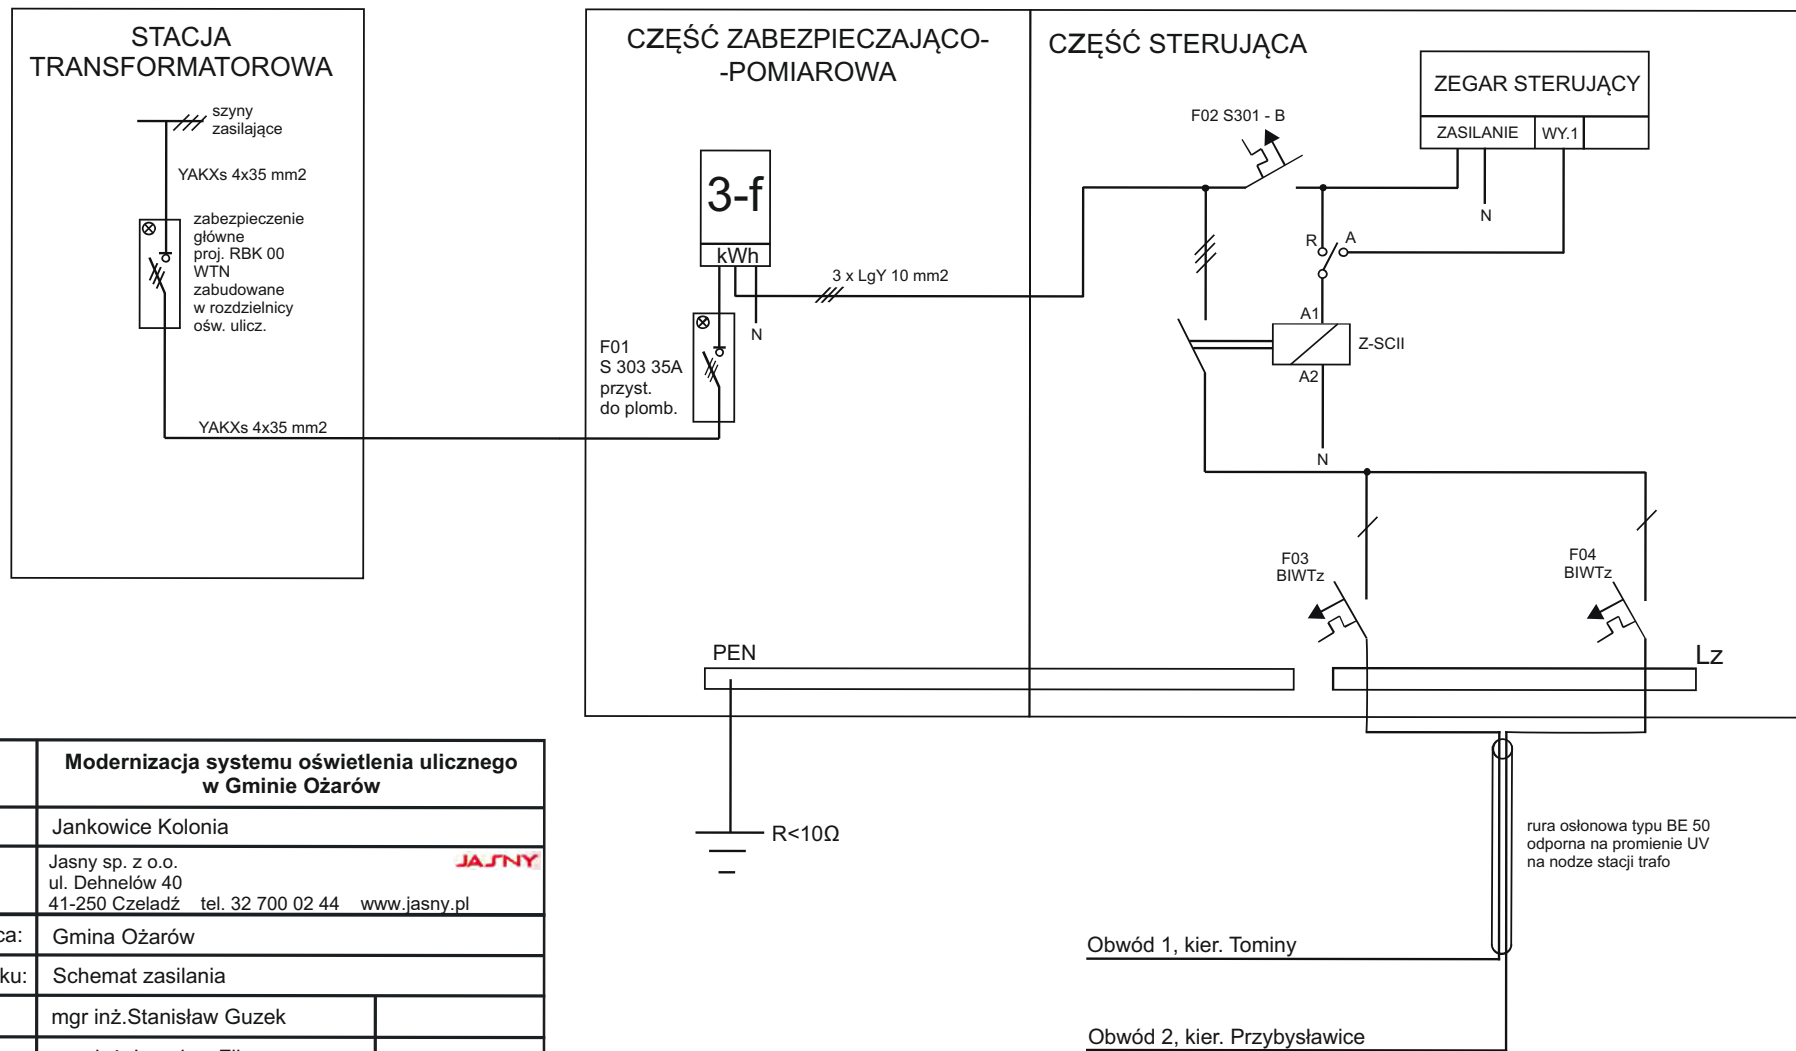 STACJA
TRANSFORMATOROWA
szyny
zasilające
YAKXs 4x35 mm2
zabezpieczenie
główne
proj. RBK 00
WTN
zabudowane
w rozdzielnicy
ośw. ulicz.
YAKXs 4x35 mm2
CZĘŚĆ ZABEZPIECZAJĄCO-
-POMIAROWA
3-f
kWh
N
F01
S 303 35A
przyst.
do plomb.
3 x LgY 10 mm2
PEN
R<10Ω
CZĘŚĆ STERUJĄCA
F02 S301 - B
ZEGAR STERUJĄCY
ZASILANIE WY.1
N
R A
A1
Z-SCII
A2
N
F03
BIWTz
F04
BIWTz
Lz
rura osłonowa typu BE 50
odporna na promienie UV
na nodze stacji trafo
Obwód 1, kier. Tominy
Obwód 2, kier. Przybysławice
Modernizacja systemu oświetlenia ulicznego
w Gminie Ożarów
Jankowice Kolonia
Jasny sp. z o.o.
JASNY
ul. Dehnelów 40
41-250 Czeladź tel. 32 700 02 44 www.jasny.pl
ca: Gmina Ożarów
ku: Schemat zasilania
mgr inż.Stanisław Guzek